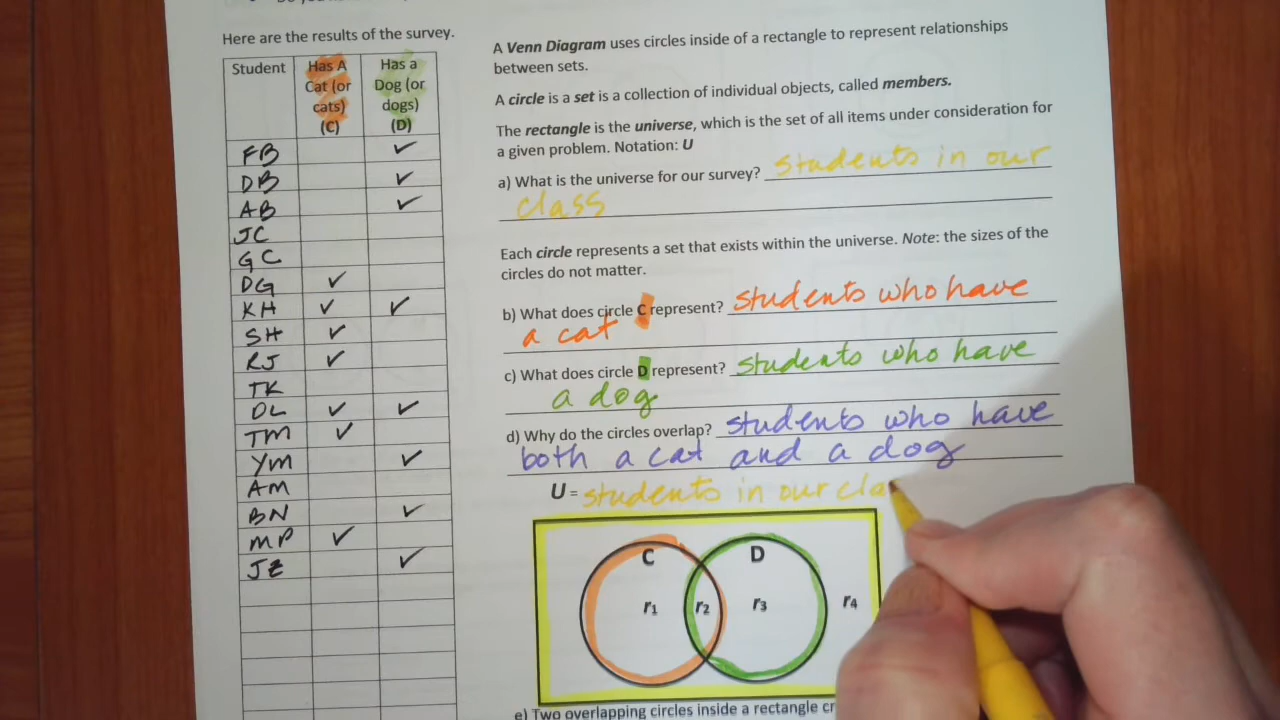 Here are the results of the survey.
Student Has A Cat (or cats) (C) Has a Dog (or dogs) (D)
FB ✓
DB ✓
AB ✓
JC
GC
DG ✓
KH ✓ ✓
SH ✓
RJ ✓
TK
DL ✓ ✓
TM ✓
YM ✓
AM
BN ✓
MP ✓
JZ ✓
A Venn Diagram uses circles inside of a rectangle to represent relationships
between sets.
A circle is a set is a collection of individual objects, called members.
The rectangle is the universe, which is the set of all items under consideration for
a given problem. Notation: U
a) What is the universe for our survey? students in our
class
Each circle represents a set that exists within the universe. Note: the sizes of the
circles do not matter.
b) What does circle C represent? students who have
a cat
c) What does circle D represent? students who have
a dog
d) Why do the circles overlap? students who have
both a cat and a dog
U = students in our cla
C D
r1 r2 r3 r4
e) Two overlapping circles inside a rectangle